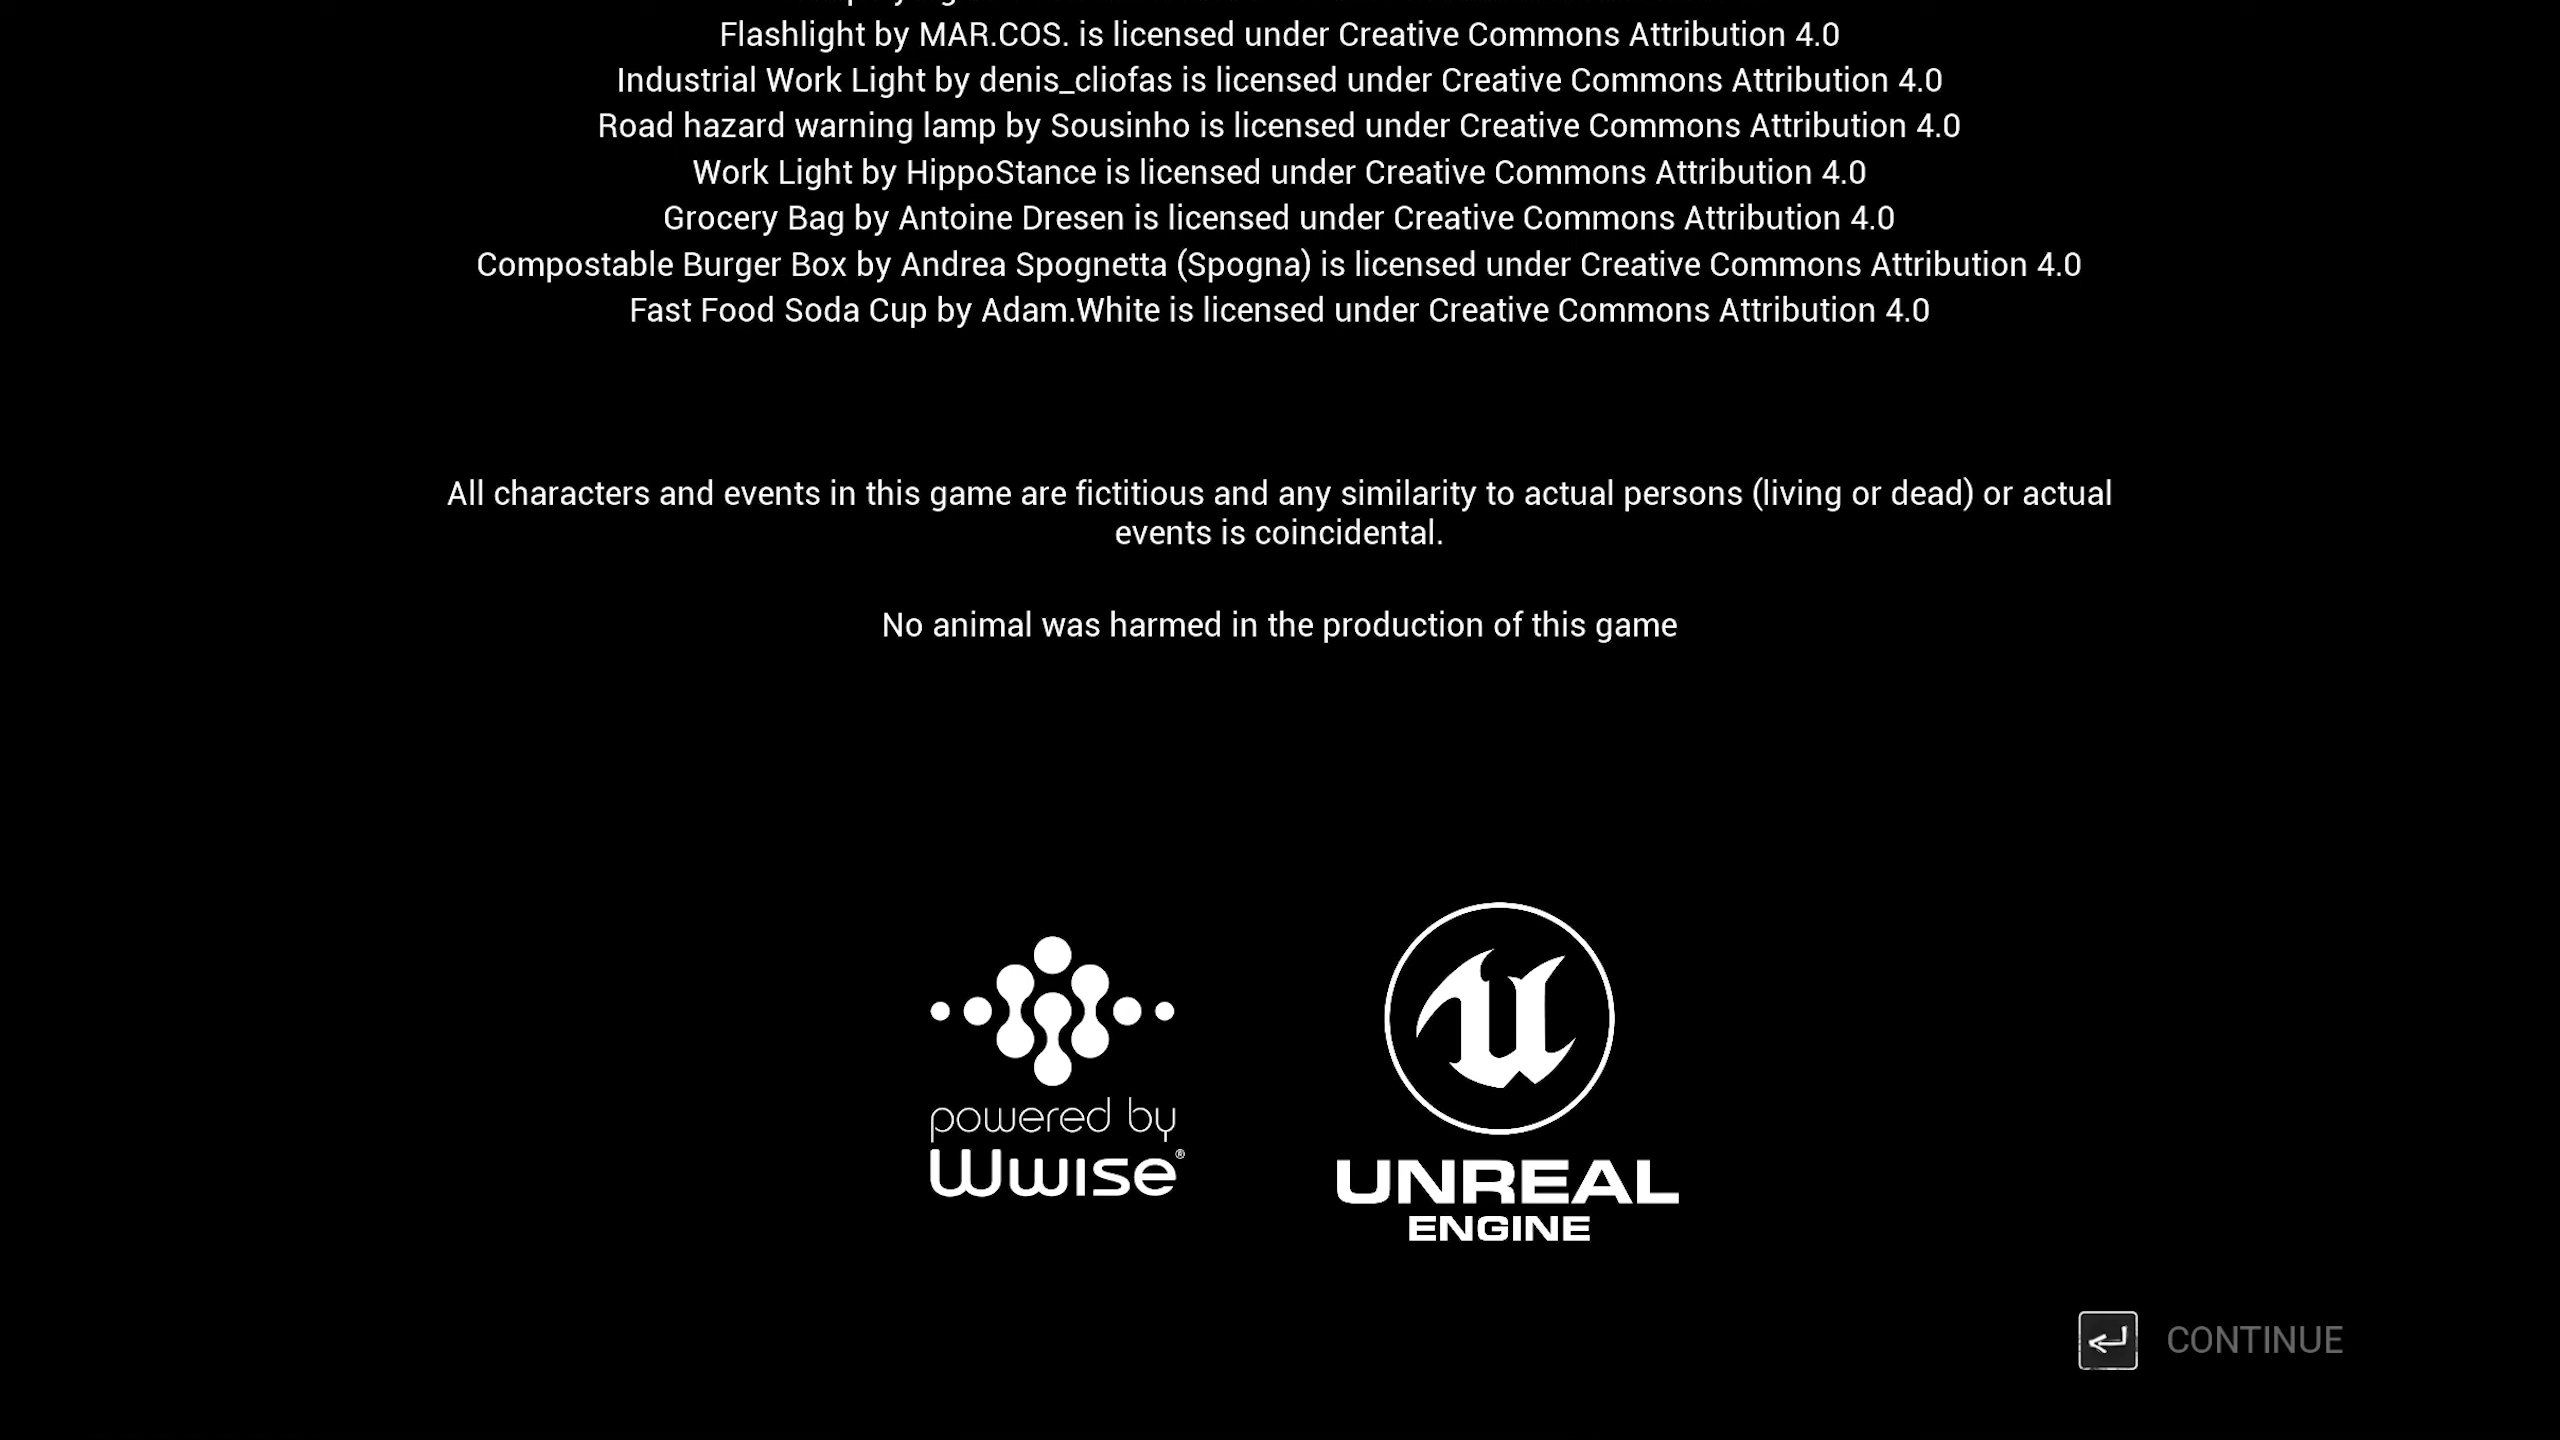 Flashlight by MAR.COS. is licensed under Creative Commons Attribution 4.0
Industrial Work Light by denis_cliofas is licensed under Creative Commons Attribution 4.0
Road hazard warning lamp by Sousinho is licensed under Creative Commons Attribution 4.0
Work Light by HippoStance is licensed under Creative Commons Attribution 4.0
Grocery Bag by Antoine Dresen is licensed under Creative Commons Attribution 4.0
Compostable Burger Box by Andrea Spognetta (Spogna) is licensed under Creative Commons Attribution 4.0
Fast Food Soda Cup by Adam.White is licensed under Creative Commons Attribution 4.0
All characters and events in this game are fictitious and any similarity to actual persons (living or dead) or actual
events is coincidental.
No animal was harmed in the production of this game
powered by
Wwise®
UNREAL
ENGINE
CONTINUE